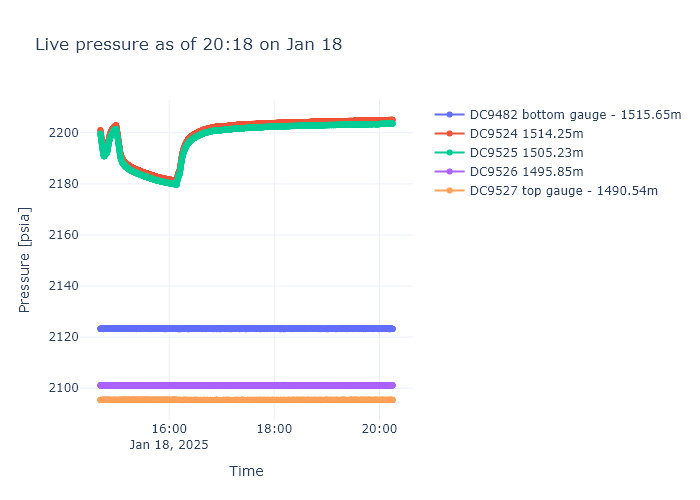 Live pressure as of 20:18 on Jan 18
DC9482 bottom gauge - 1515.65m
DC9524 1514.25m
DC9525 1505.23m
DC9526 1495.85m
DC9527 top gauge - 1490.54m
Pressure [psia]
2200
2180
2160
2140
2120
2100
16:00
Jan 18, 2025
18:00
20:00
Time